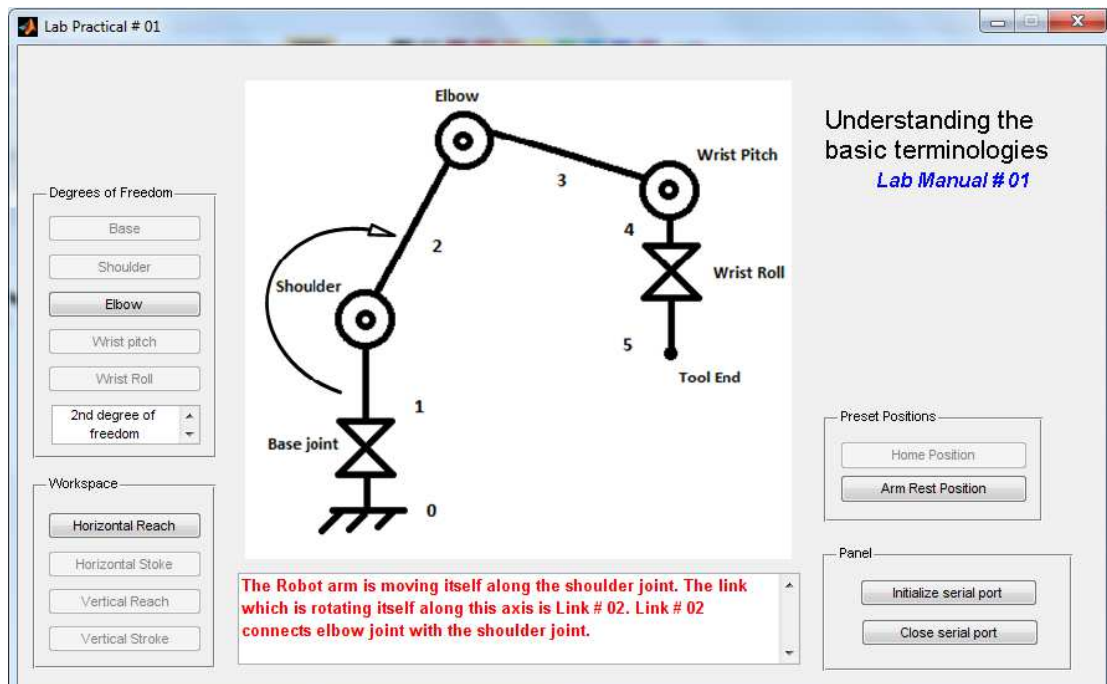 Lab Practical # 01
Understanding the
basic terminologies
Lab Manual # 01
Degrees of Freedom
Base
Shoulder
Elbow
Wrist pitch
Wrist Roll
2nd degree of
freedom
Workspace
Horizontal Reach
Horizontal Stoke
Vertical Reach
Vertical Stroke
Elbow
Wrist Pitch
3
4
2
Wrist Roll
Shoulder
5
Tool End
1
Base joint
0
The Robot arm is moving itself along the shoulder joint. The link
which is rotating itself along this axis is Link # 02. Link # 02
connects elbow joint with the shoulder joint.
Preset Positions
Home Position
Arm Rest Position
Panel
Initialize serial port
Close serial port